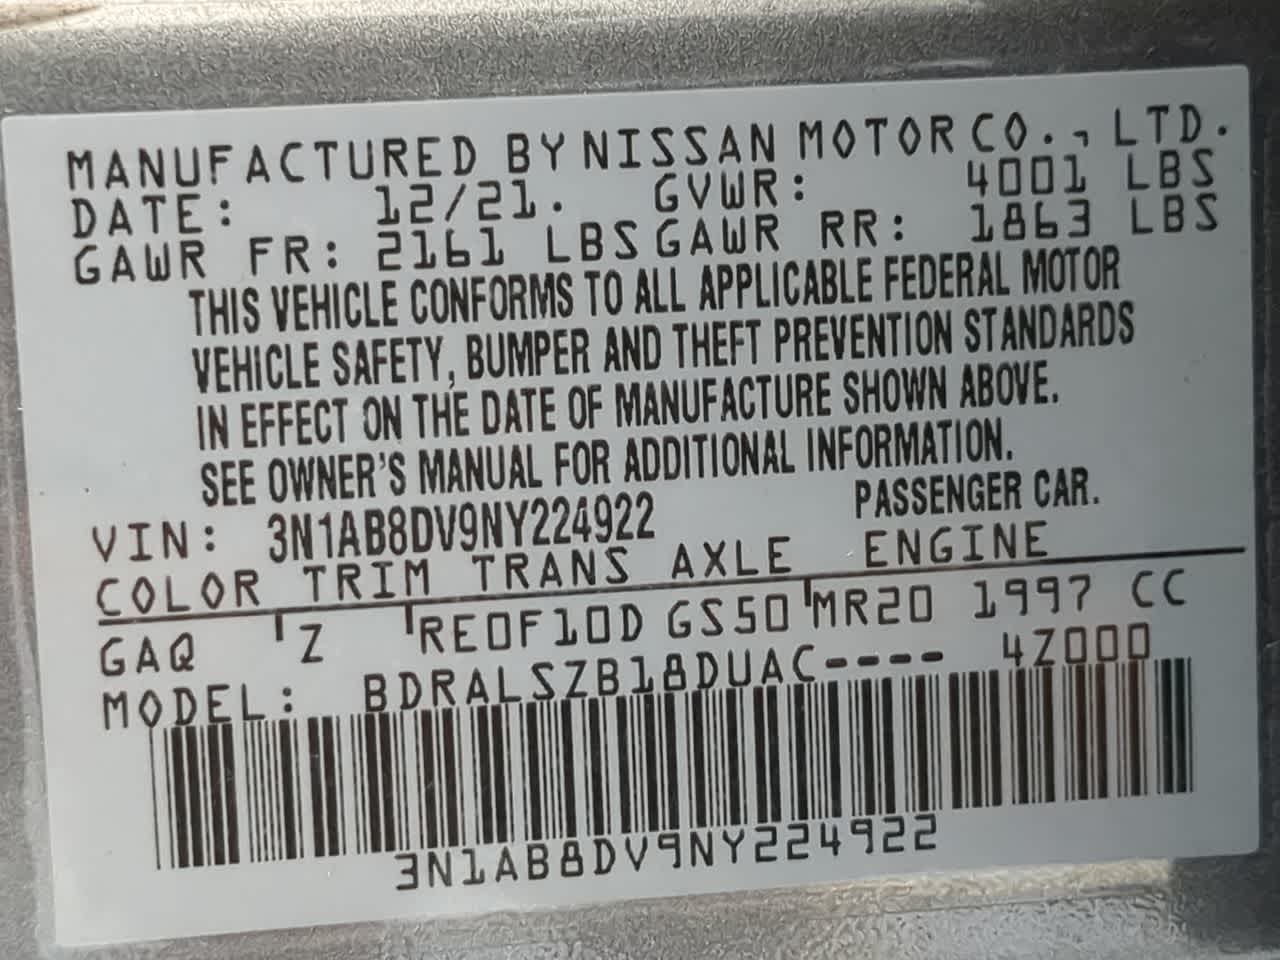 MANUFACTURED BY NISSAN MOTOR CO., LTD.
DATE: 12/21. GVWR: 4001 LBS
GAWR FR: 2161 LBS GAWR RR: 1863 LBS
THIS VEHICLE CONFORMS TO ALL APPLICABLE FEDERAL MOTOR
VEHICLE SAFETY, BUMPER AND THEFT PREVENTION STANDARDS
IN EFFECT ON THE DATE OF MANUFACTURE SHOWN ABOVE.
SEE OWNER'S MANUAL FOR ADDITIONAL INFORMATION.
VIN: 3N1AB8DV9NY224922 PASSENGER CAR.
COLOR TRIM TRANS AXLE ENGINE
GAQ Z RE0F10D GS50 MR20 1997 CC
MODEL: BDRALSZB18DUAC---- 4Z000
3N1AB8DV9NY224922